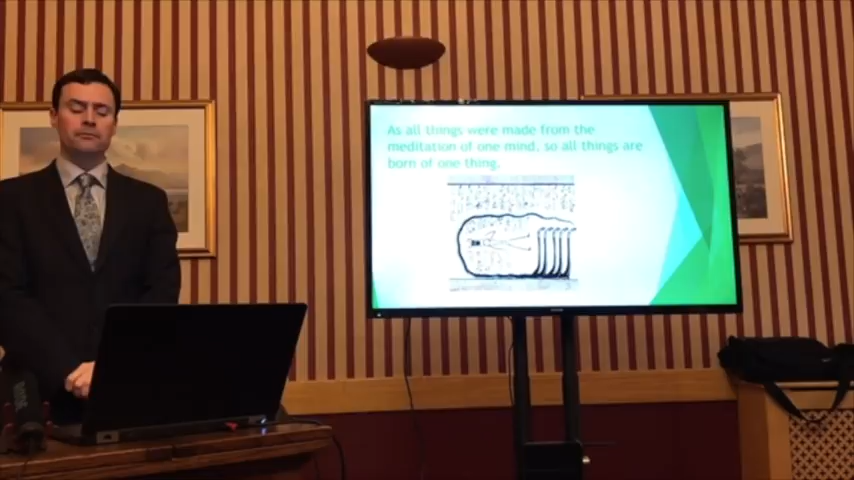 As all things were made from the
meditation of one mind, so all things are
born of one thing.